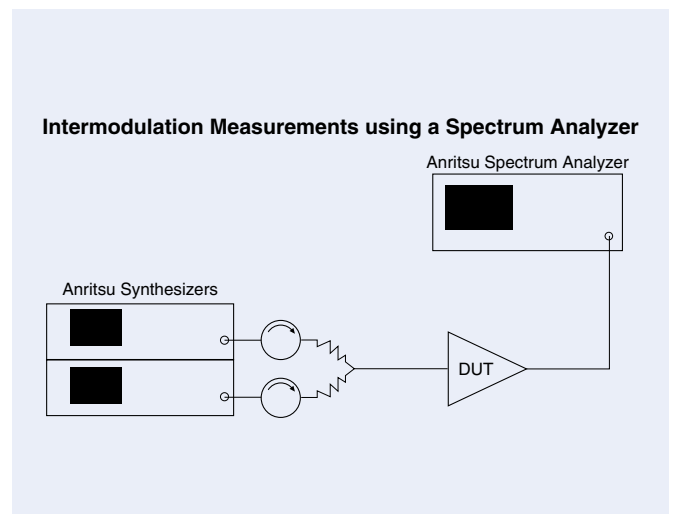 Intermodulation Measurements using a Spectrum Analyzer
Anritsu Spectrum Analyzer
Anritsu Synthesizers
DUT